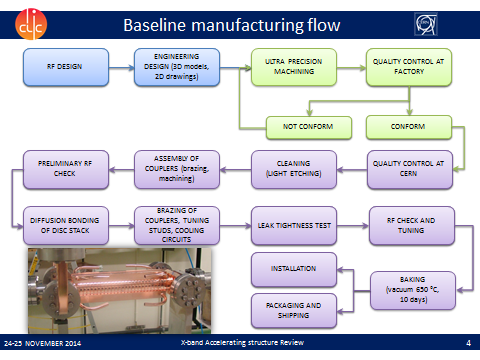 clic
Baseline manufacturing flow
CERN
RF DESIGN
ENGINEERING
DESIGN (3D models,
2D drawings)
ULTRA PRECISION
MACHINING
QUALITY CONTROL AT
FACTORY
NOT CONFORM
CONFORM
PRELIMINARY RF
CHECK
ASSEMBLY OF
COUPLERS (brazing,
machining)
CLEANING
(LIGHT ETCHING)
QUALITY CONTROL AT
CERN
DIFFUSION BONDING
OF DISC STACK
BRAZING OF
COUPLERS, TUNING
STUDS, COOLING
CIRCUITS
LEAK TIGHTNESS TEST
RF CHECK AND
TUNING
INSTALLATION
PACKAGING AND
SHIPPING
BAKING
(vacuum 650 °C,
10 days)
24-25 NOVEMBER 2014
X-band Accelerating structure Review
4